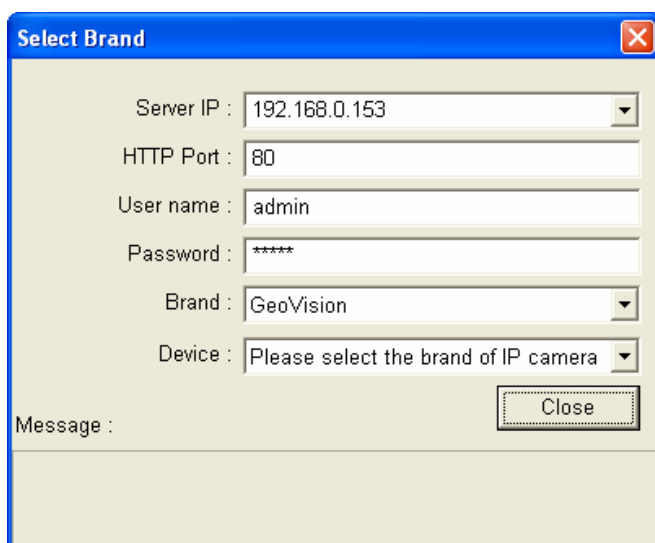 Select Brand
Server IP : 192.168.0.153
HTTP Port : 80
User name : admin
Password : *****
Brand : GeoVision
Device : Please select the brand of IP camera
Close
Message :